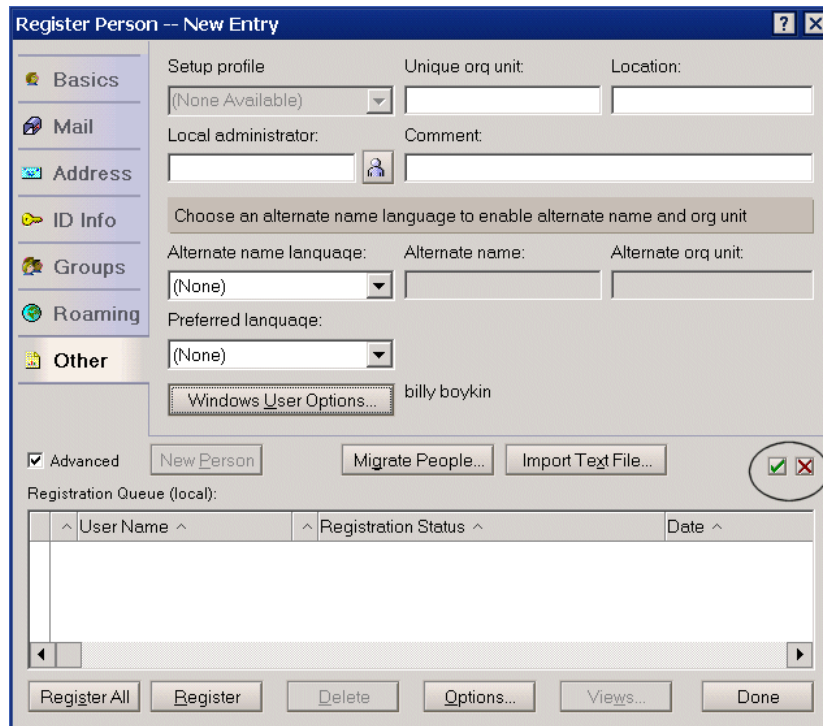 Register Person -- New Entry
Basics
Mail
Address
ID Info
Groups
Roaming
Other
Setup profile Unique org unit: Location:
(None Available)
Local administrator: Comment:
Choose an alternate name language to enable alternate name and org unit
Alternate name language: Alternate name: Alternate org unit:
(None)
Preferred language:
(None)
Windows User Options... billy boykin
Advanced New Person Migrate People... Import Text File...
Registration Queue (local):
User Name Registration Status Date
Register All Register Delete Options... Views... Done